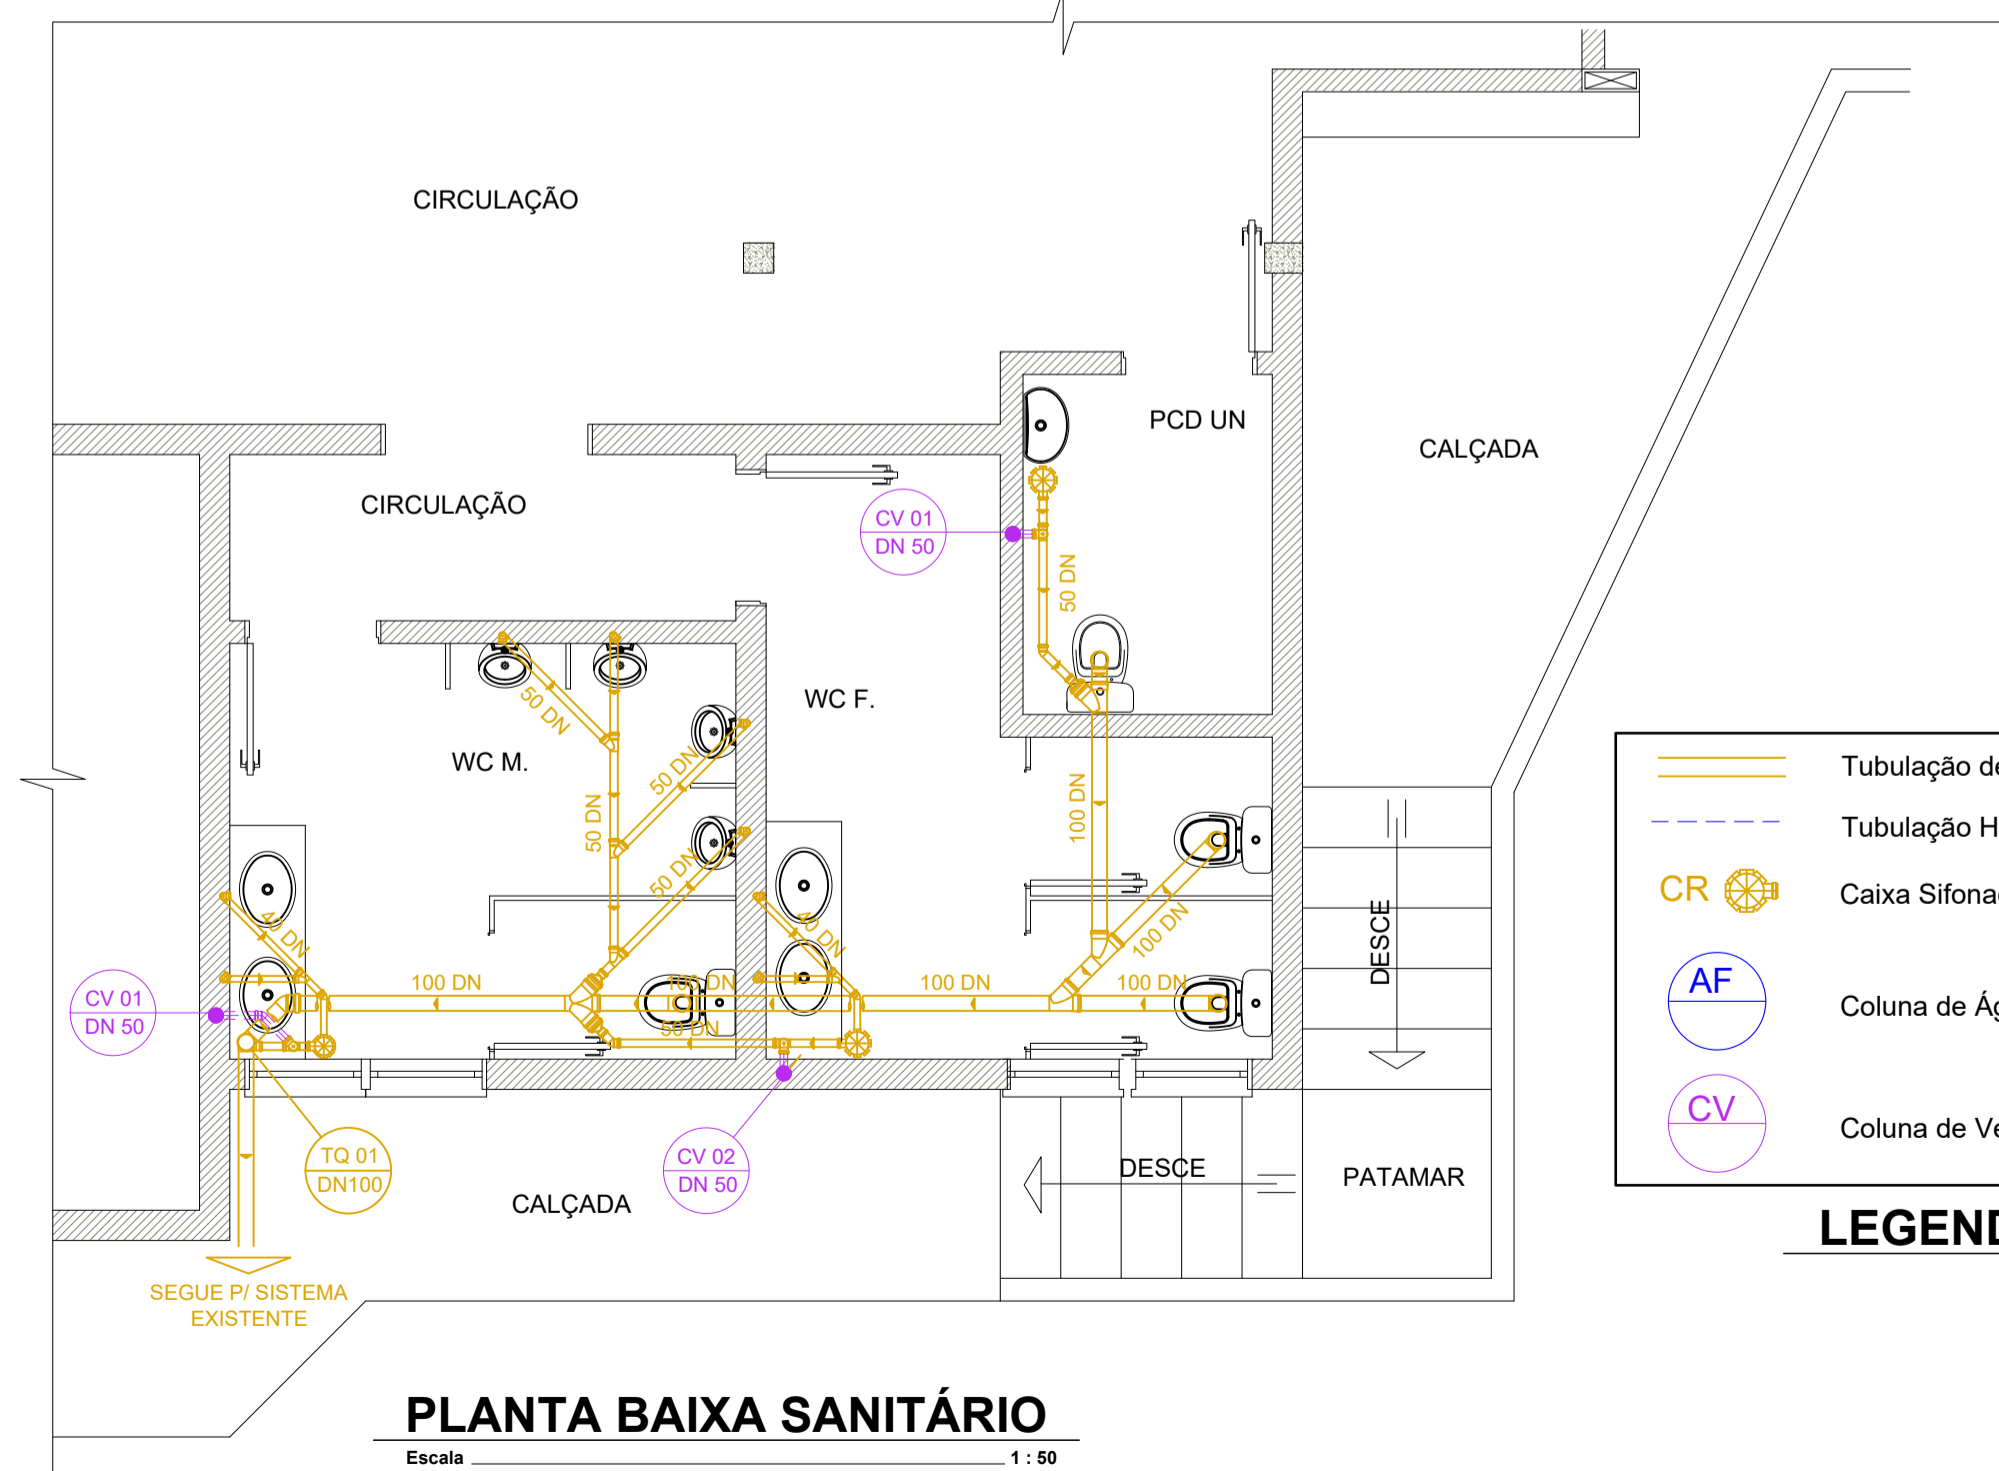 CIRCULAÇÃO
PCD UN
CALÇADA
CIRCULAÇÃO
CV 01
DN 50
50 DN
WC F.
50 DN
WC M.
50 DN
50 DN
50 DN
100 DN
Tubulação de
Tubulação H
CR
Caixa Sifona
AF
Coluna de Ág
CV
Coluna de Ve
LEGEND
40 DN
40 DN
100 DN
DESCE
CV 01
DN 50
100 DN
100 DN
100 DN
100 DN
50 DN
TQ 01
DN100
CV 02
DN 50
DESCE
PATAMAR
CALÇADA
SEGUE P/ SISTEMA
EXISTENTE
PLANTA BAIXA SANITÁRIO
Escala 1 : 50